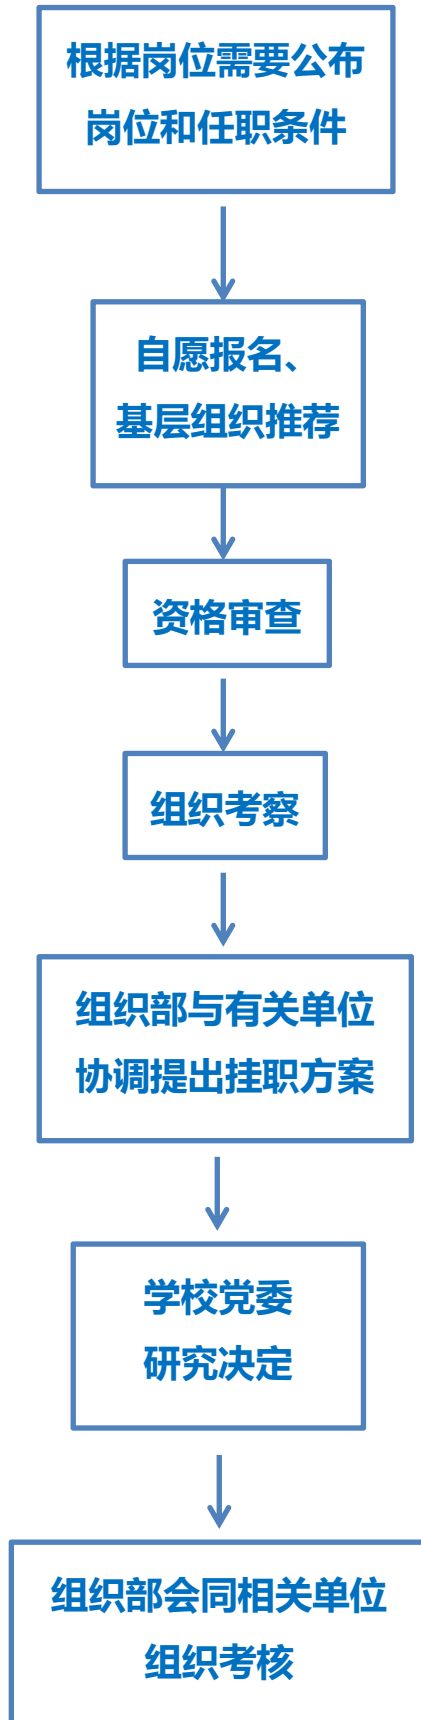 根据岗位需要公布
岗位和任职条件
自愿报名、
基层组织推荐
资格审查
组织考察
组织部与有关单位
协调提出挂职方案
学校党委
研究决定
组织部会同相关单位
组织考核